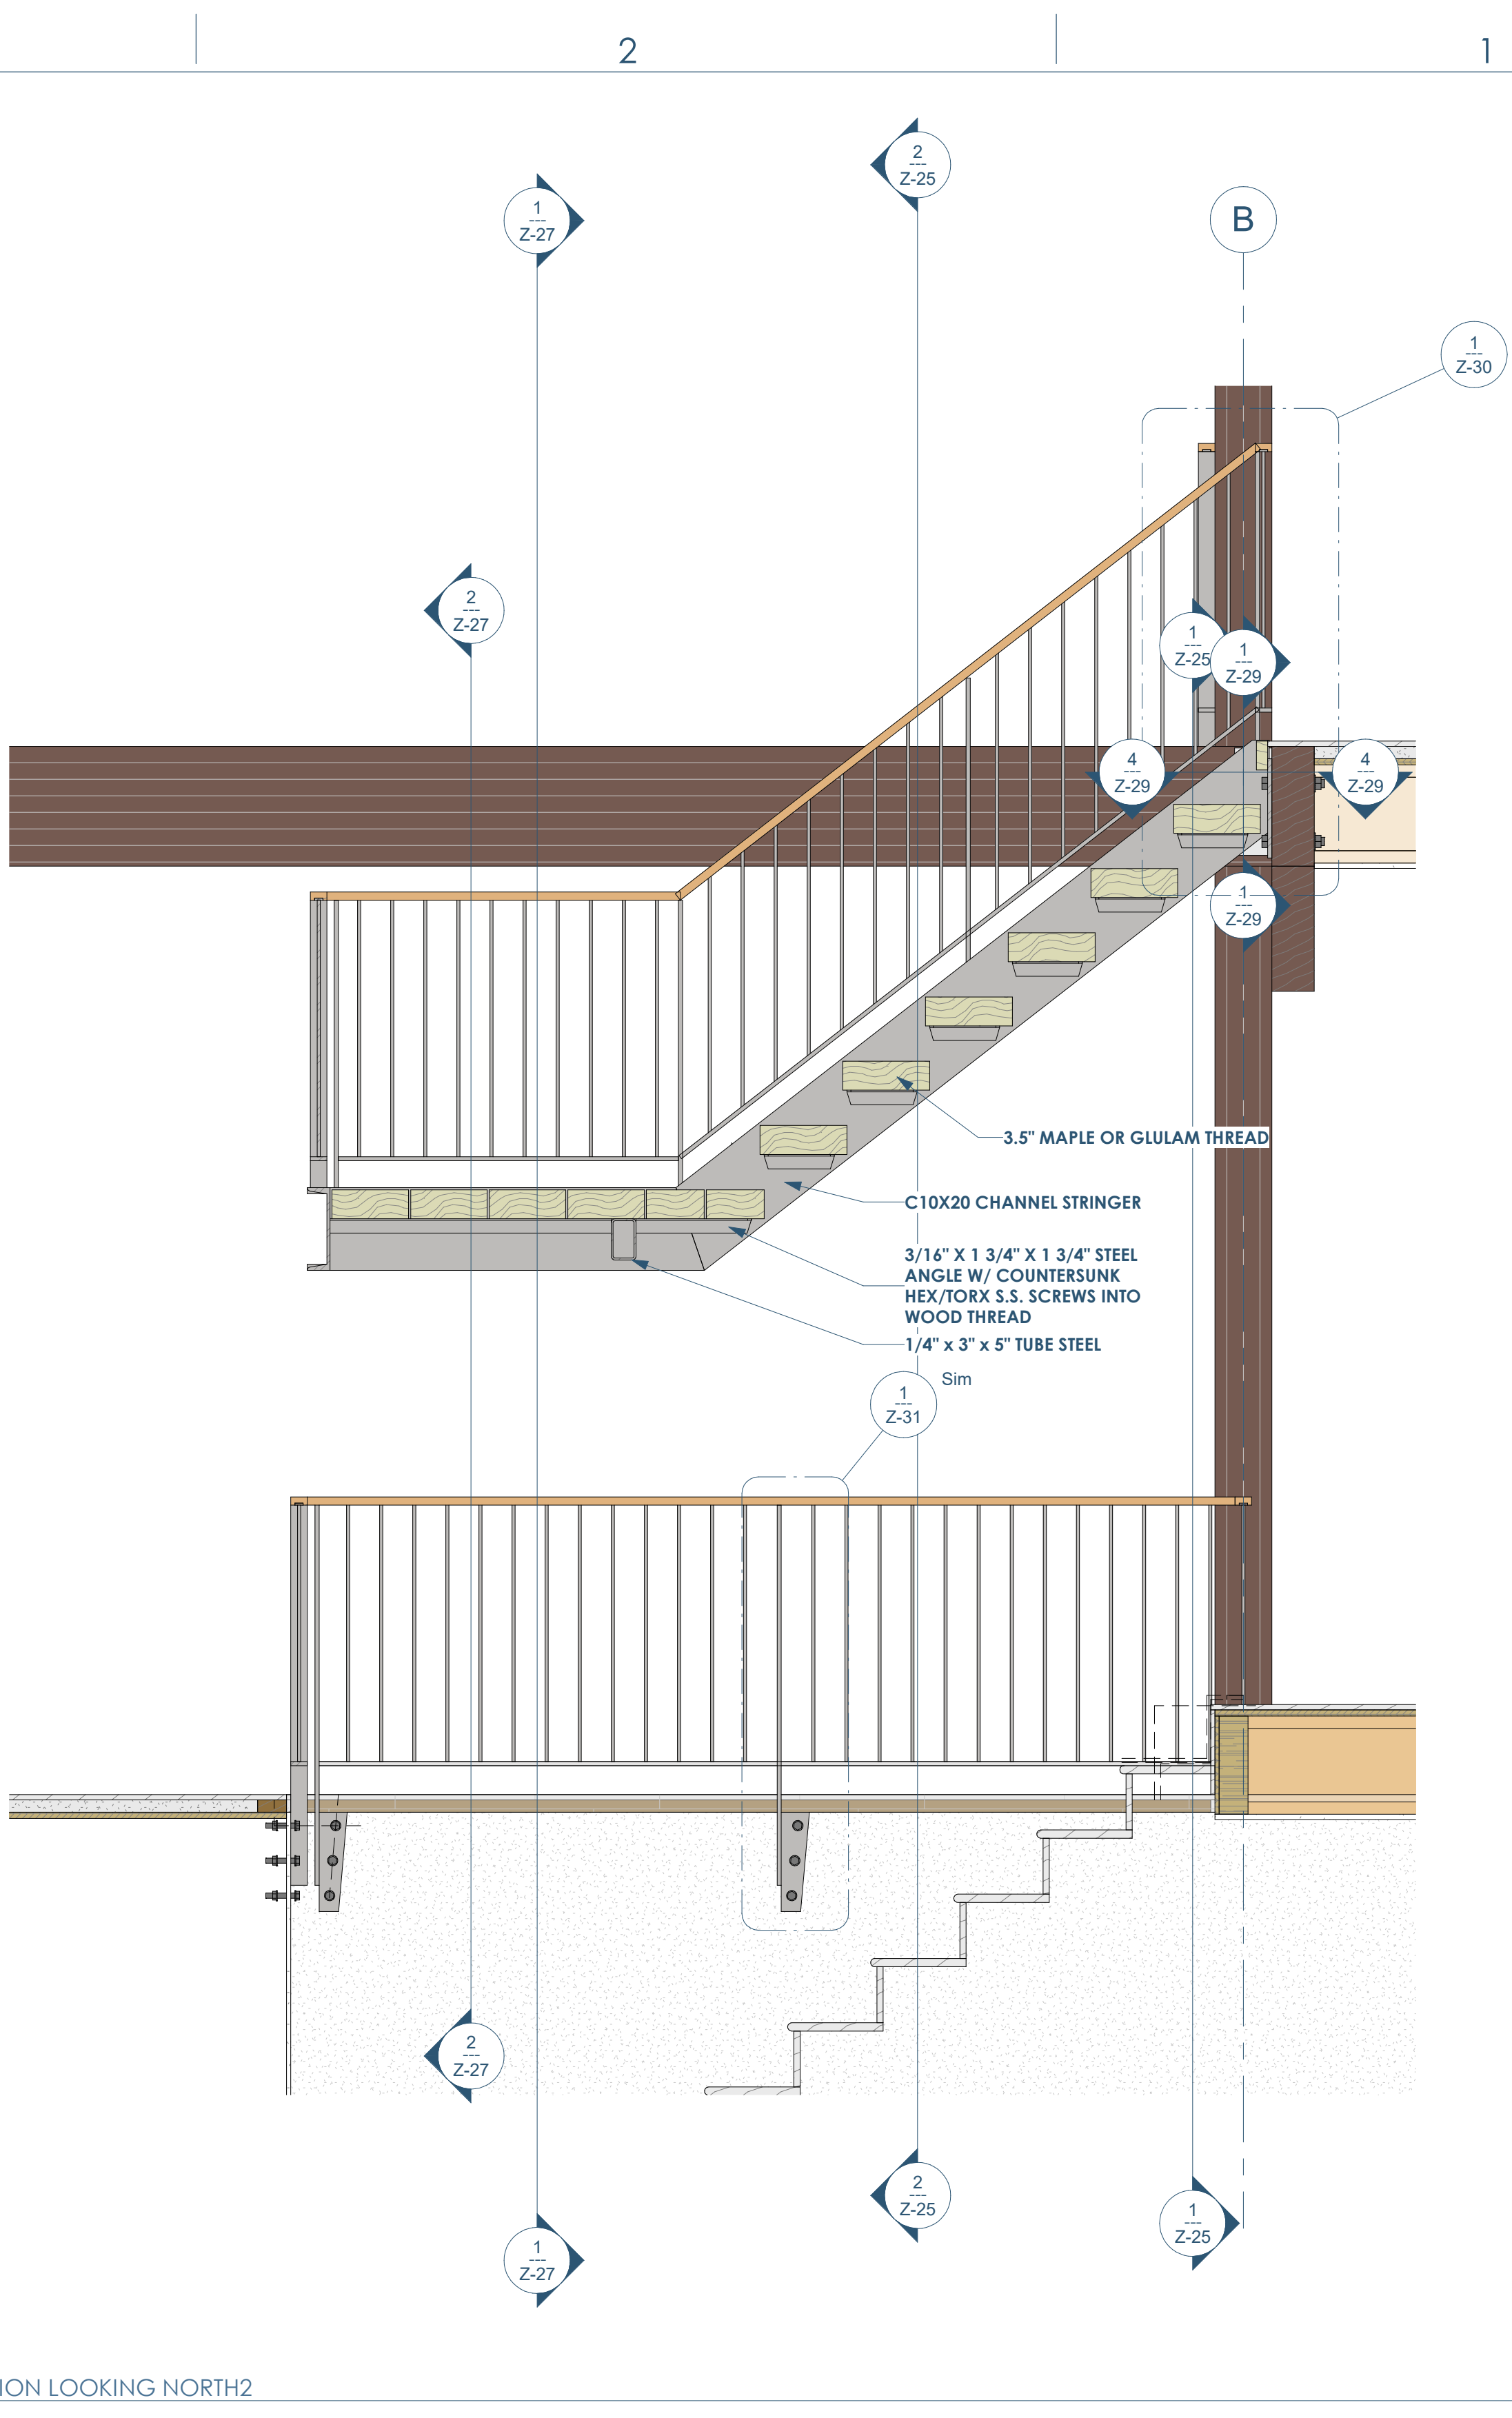 2
1
2
---
Z-25
1
---
Z-27
B
1
---
Z-30
2
---
Z-27
1
---
Z-25
1
---
Z-29
4
---
Z-29
4
---
Z-29
1
---
Z-29
3.5" MAPLE OR GLULAM THREAD
C10X20 CHANNEL STRINGER
3/16" X 1 3/4" X 1 3/4" STEEL
ANGLE W/ COUNTERSUNK
HEX/TORX S.S. SCREWS INTO
WOOD THREAD
1/4" x 3" x 5" TUBE STEEL
Sim
1
---
Z-31
2
---
Z-27
2
---
Z-25
1
---
Z-25
1
---
Z-27
ION LOOKING NORTH2